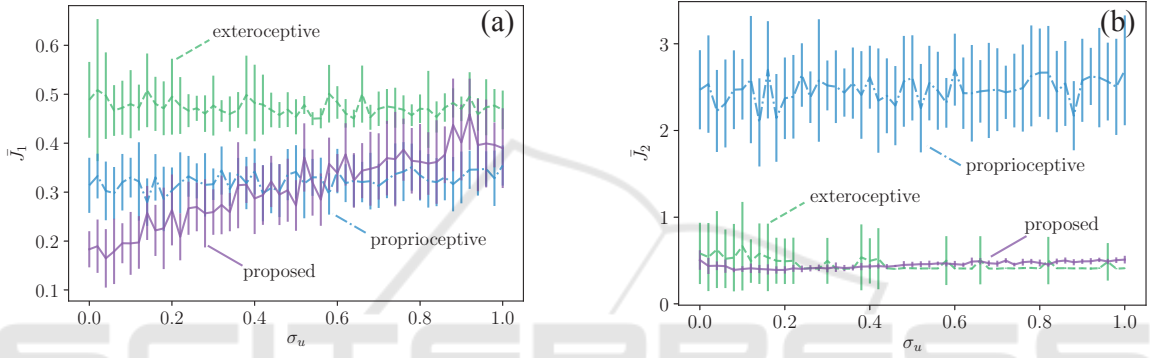 (a)
exteroceptive
proprioceptive
proposed
0.6
0.5
0.4
0.3
0.2
0.1
J̄₁
0.0 0.2 0.4 0.6 0.8 1.0
σᵤ
(b)
proprioceptive
exteroceptive
proposed
3
2
1
0
J̄₂
0.0 0.2 0.4 0.6 0.8 1.0
σᵤ
SCITEPRESS